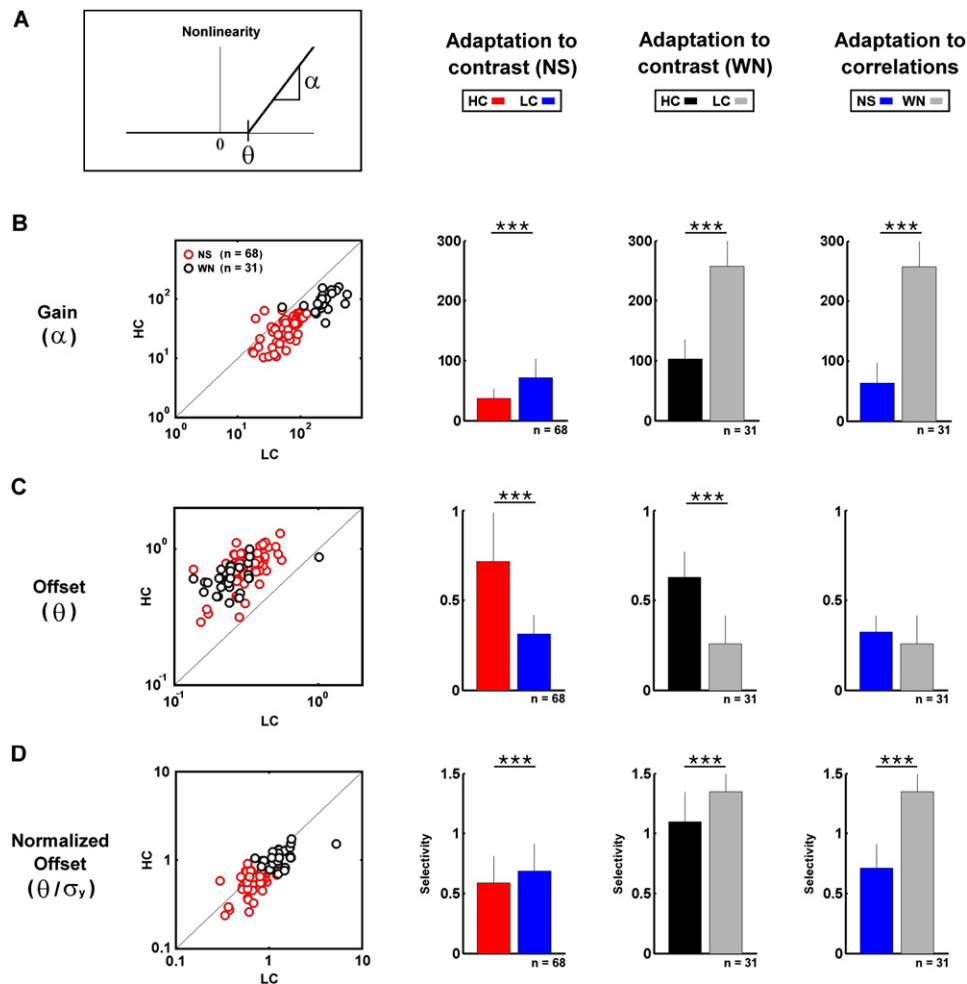 A
Nonlinearity
α
0
θ
Adaptation to
contrast (NS)
HC LC
Adaptation to
contrast (WN)
HC LC
Adaptation to
correlations
NS WN
B
Gain
(α)
NS (n = 68)
WN (n = 31)
HC
10²
10¹
10⁰
10⁰ 10¹ 10²
LC
***
300
200
100
0
n = 68
***
300
200
100
0
n = 31
***
300
200
100
0
n = 31
C
Offset
(θ)
HC
10⁰
10⁻¹
10⁻¹ 10⁰
LC
***
1
0.5
0
n = 68
***
1
0.5
0
n = 31
1
0.5
0
n = 31
D
Normalized
Offset
(θ/σy)
HC
10
1
0.1
0.1 1 10
LC
***
Selectivity
1.5
1
0.5
0
n = 68
***
Selectivity
1.5
1
0.5
0
n = 31
***
Selectivity
1.5
1
0.5
0
n = 31